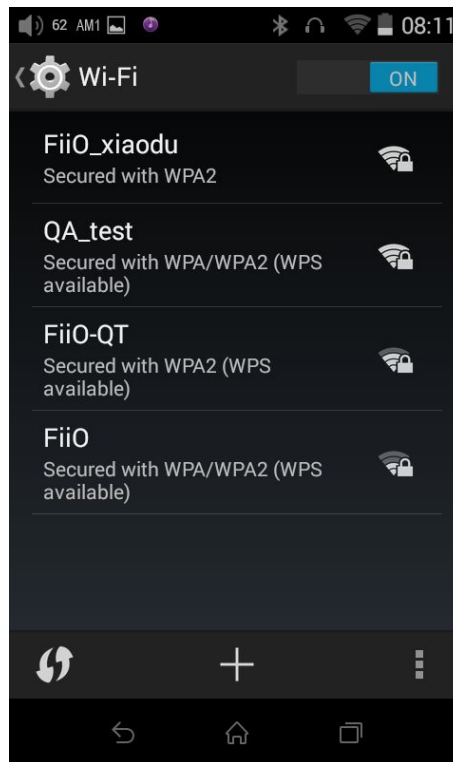 62 AM1 08:11
Wi-Fi ON
FiiO_xiaodu
Secured with WPA2
QA_test
Secured with WPA/WPA2 (WPS
available)
FiiO-QT
Secured with WPA2 (WPS
available)
FiiO
Secured with WPA/WPA2 (WPS
available)